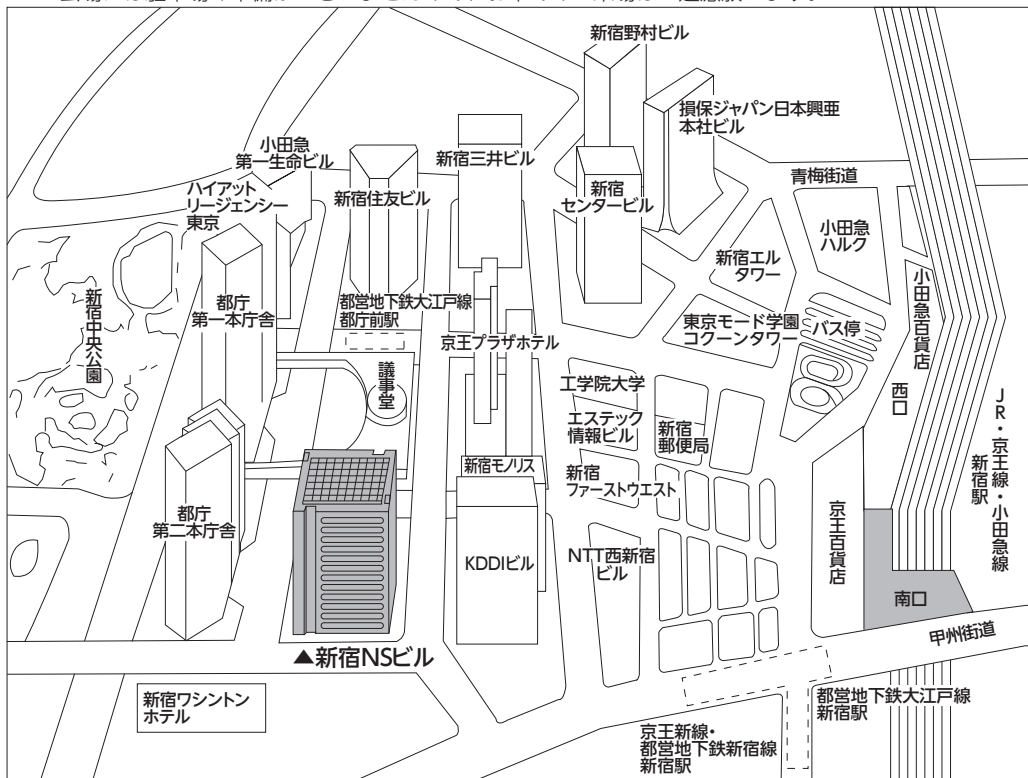 新宿野村ビル
損保ジャパン日本興亜
本社ビル
小田急
第一生命ビル
新宿三井ビル
青梅街道
ハイアット
リージェンシー
東京
新宿住友ビル
新宿
センタービル
小田急
ハルク
新宿エル
タワー
小田急百貨店
新宿中央公園
都庁
第一本庁舎
都営地下鉄大江戸線
都庁前駅
京王プラザホテル
東京モード学園
コクーンタワー
バス停
議事堂
工学院大学
西口
エステック
情報ビル
新宿
郵便局
JR・京王線・小田急線
新宿駅
新宿モノリス
新宿
ファーストウエスト
都庁
第二本庁舎
京王百貨店
KDDIビル
NTT西新宿
ビル
南口
甲州街道
▲新宿NSビル
新宿ワシントン
ホテル
都営地下鉄大江戸線
新宿駅
京王新線・
都営地下鉄新宿線
新宿駅